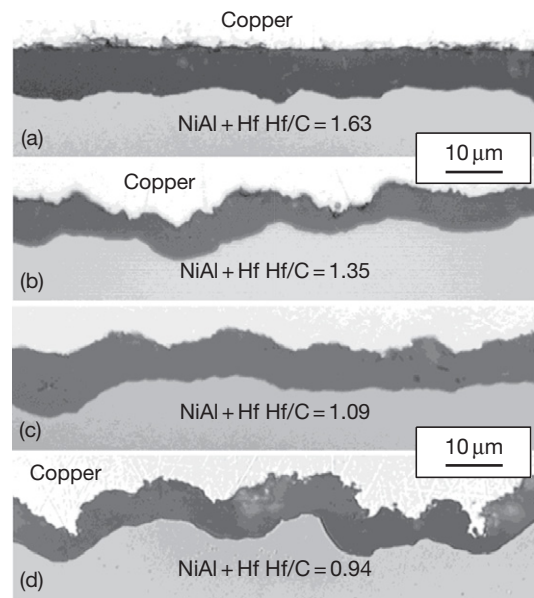 Copper
NiAl + Hf Hf/C = 1.63
(a)
10 μm
Copper
NiAl + Hf Hf/C = 1.35
(b)
NiAl + Hf Hf/C = 1.09
(c)
10 μm
Copper
NiAl + Hf Hf/C = 0.94
(d)